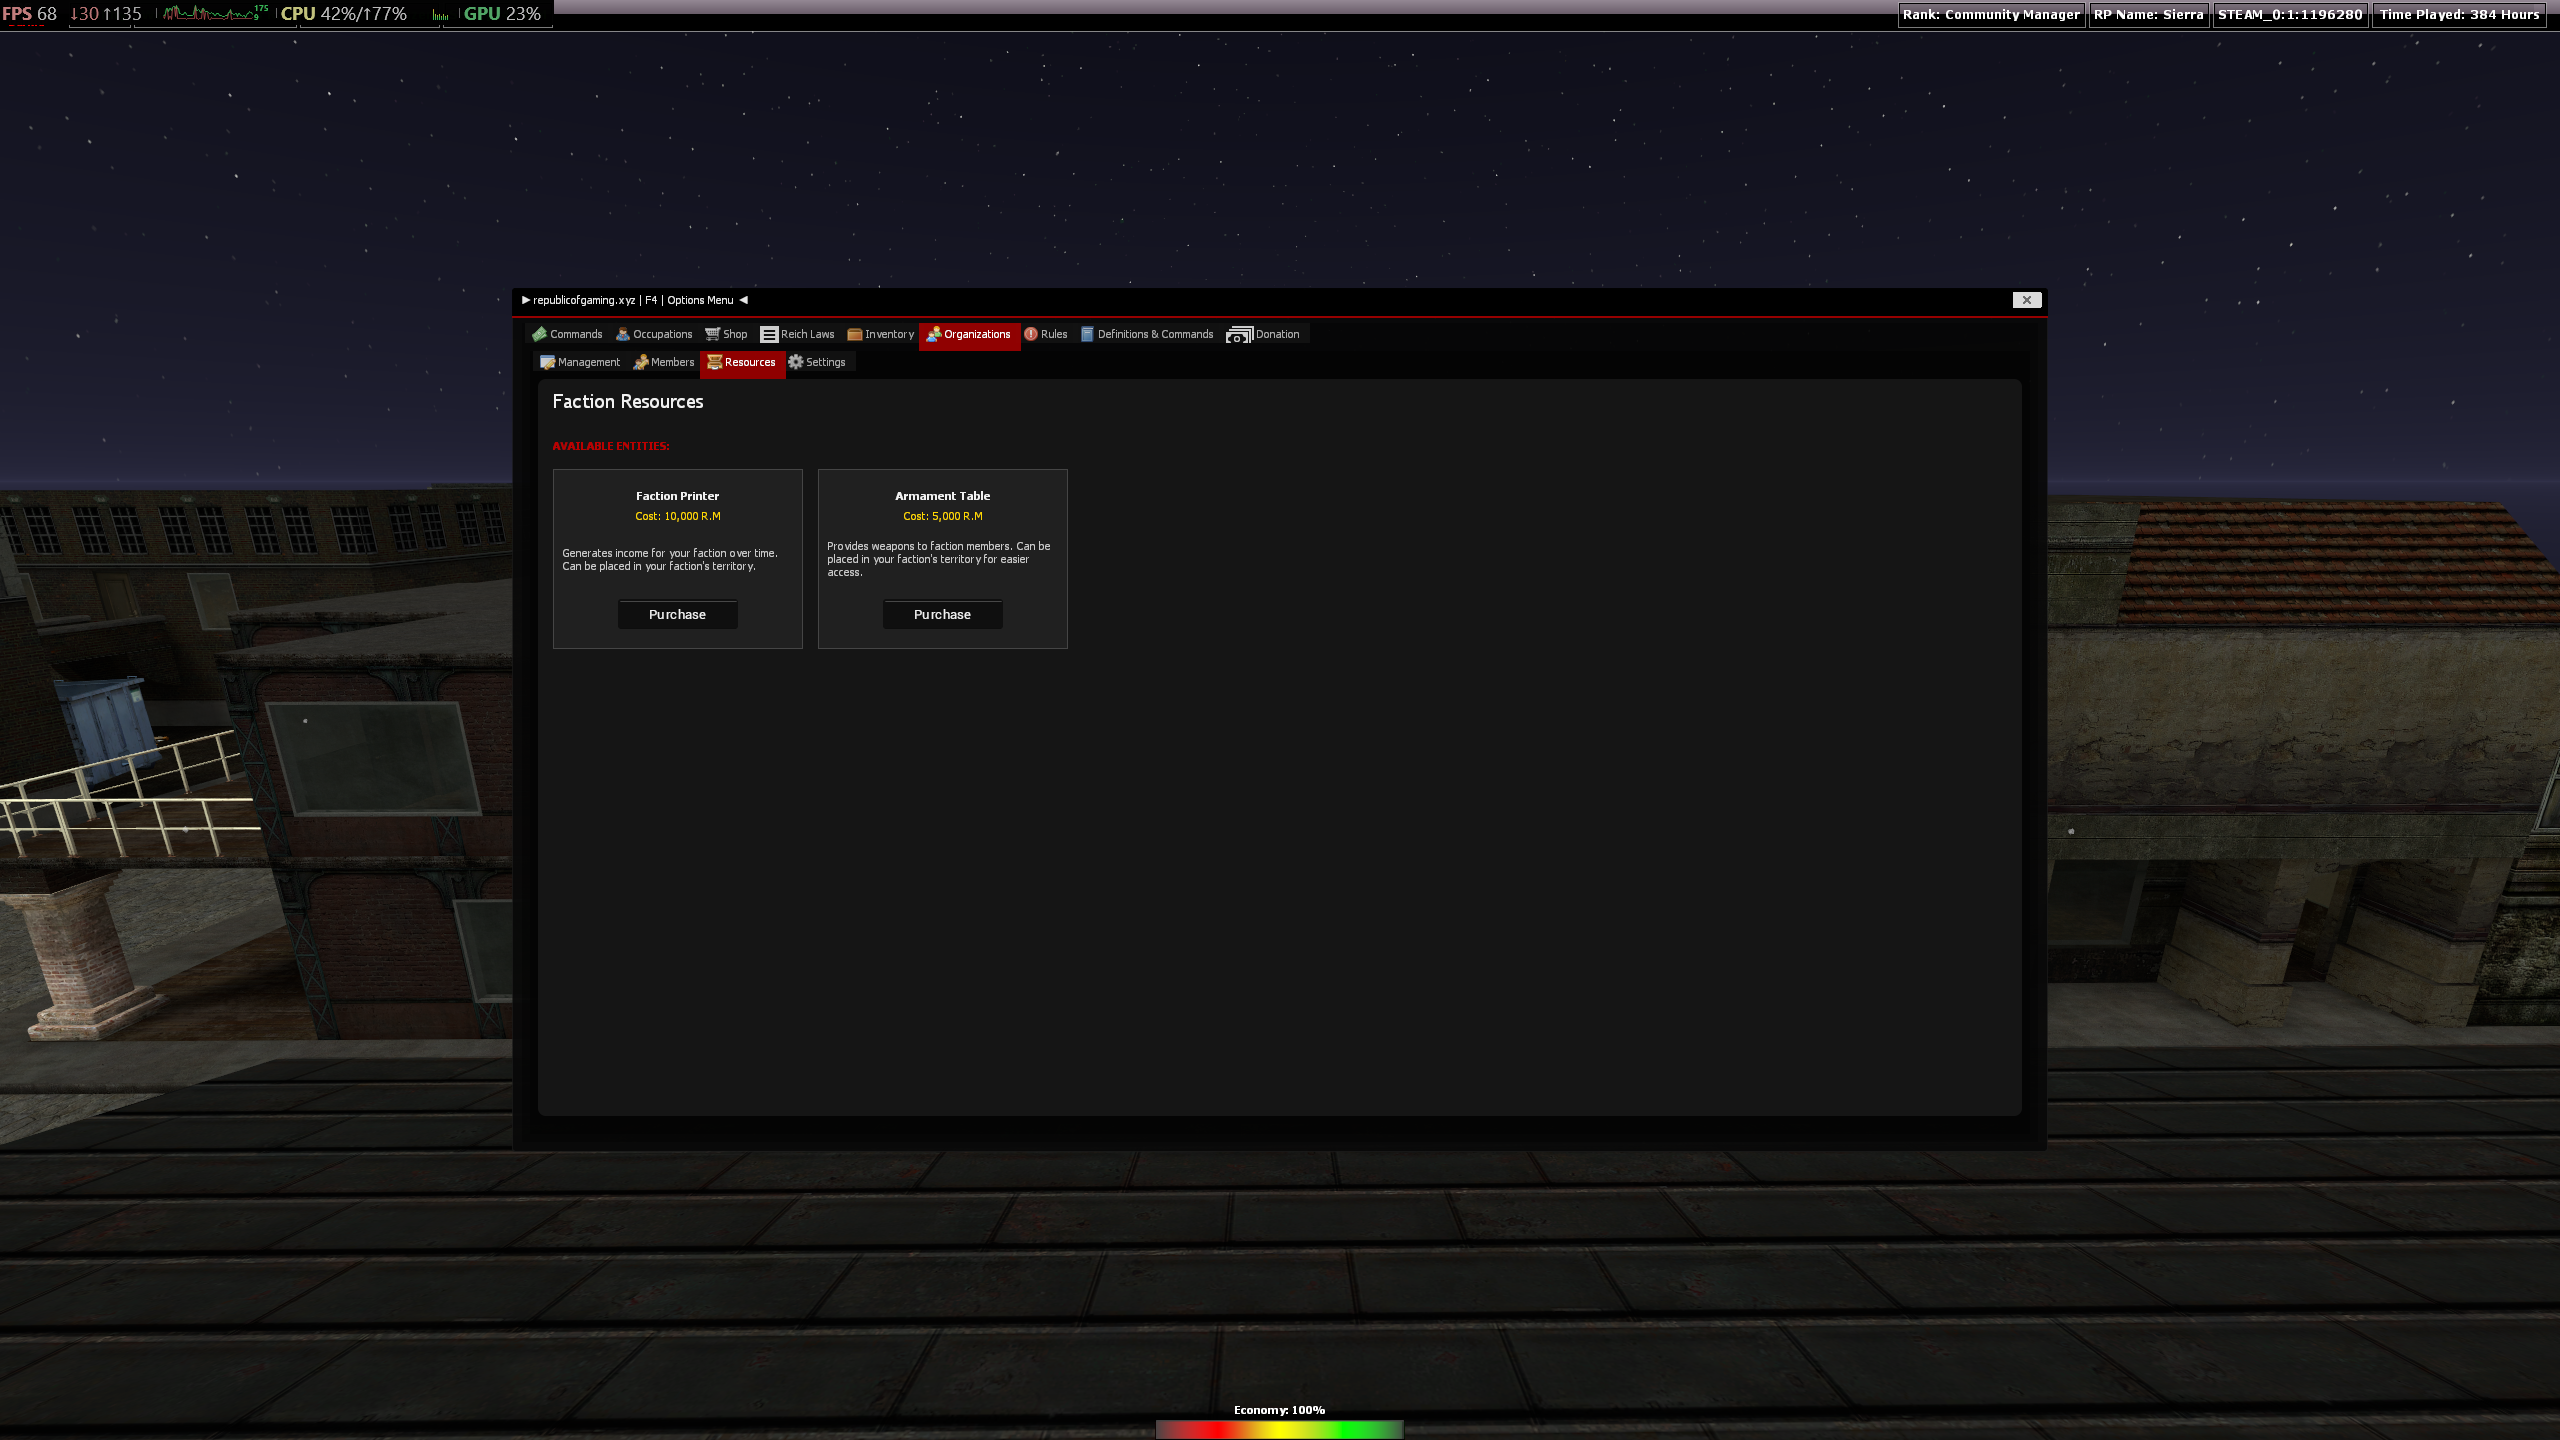 FPS 68 ↓30 ↑135 175 9 CPU 42%/↑77% GPU 23%
Rank: Community Manager RP Name: Sierra STEAM_0:1:1196280 Time Played: 384 Hours
▶ republicofgaming.xyz | F4 | Options Menu ◀
Commands Occupations Shop Reich Laws Inventory Organizations Rules Definitions & Commands Donation
Management Members Resources Settings
Faction Resources
AVAILABLE ENTITIES:
Faction Printer
Cost: 10,000 R.M
Generates income for your faction over time.
Can be placed in your faction's territory.
Purchase
Armament Table
Cost: 5,000 R.M
Provides weapons to faction members. Can be
placed in your faction's territory for easier
access.
Purchase
Economy: 100%